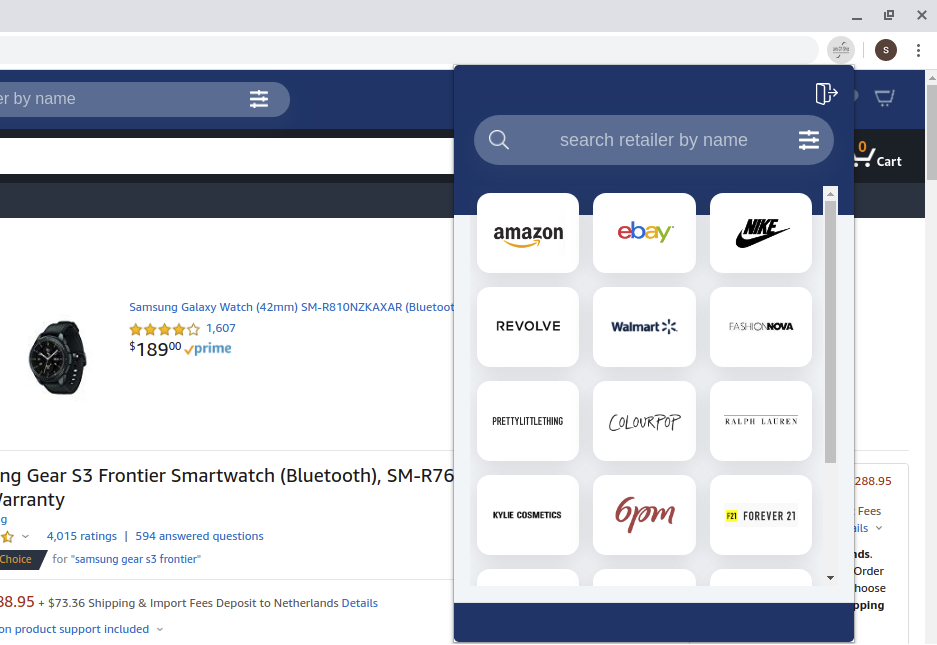 S
er by name
search retailer by name
0
Cart
amazon
ebay
NIKE
REVOLVE
Walmart
FASHIONNOVA
PRETTYLITTLETHING
COLOURPOP
RALPH LAUREN
KYLIE COSMETICS
6pm
F21 FOREVER 21
Samsung Galaxy Watch (42mm) SM-R810NZKAXAR (Bluetoot
1,607
$18900 prime
ng Gear S3 Frontier Smartwatch (Bluetooth), SM-R76
Warranty
g
4,015 ratings | 594 answered questions
Choice for "samsung gear s3 frontier"
88.95 + $73.36 Shipping & Import Fees Deposit to Netherlands Details
on product support included
288.95
Fees
ails
nds.
Order
hoose
pping